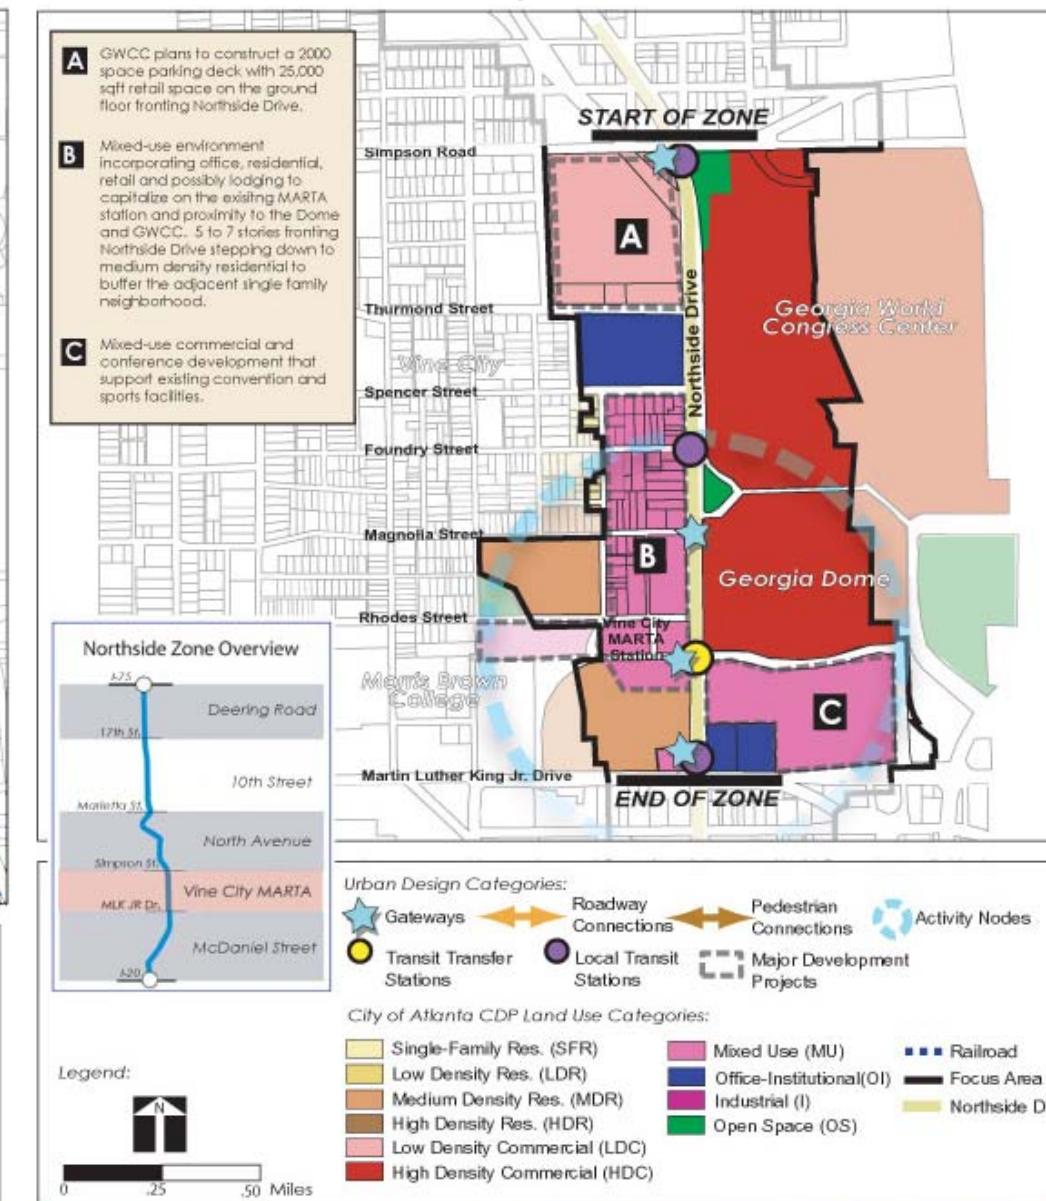 A
GWCC plans to construct a 2000
space parking deck with 25,000
sqft retail space on the ground
floor fronting Northside Drive.
B
Mixed-use environment
incorporating office, residential,
retail and possibly lodging to
capitalize on the exisitng MARTA
station and proximity to the Dome
and GWCC. 5 to 7 stories fronting
Northside Drive stepping down to
medium density residential to
buffer the adjacent single family
neighborhood.
C
Mixed-use commercial and
conference development that
support existing convention and
sports facilities.
START OF ZONE
Simpson Road
A
Thurmond Street
Georgia World
Congress Center
Vine City
Northside Drive
Spencer Street
Foundry Street
Magnolia Street
B
Georgia Dome
Rhodes Street
Vine City
MARTA
Station
Morris Brown
College
C
Martin Luther King Jr. Drive
END OF ZONE
Northside Zone Overview
I-75
Deering Road
17th St.
10th Street
Marietta St.
North Avenue
Simpson St.
Vine City MARTA
MLK JR Dr.
McDaniel Street
I-20
Urban Design Categories:
Gateways
Roadway
Connections
Pedestrian
Connections
Activity Nodes
Transit Transfer
Stations
Local Transit
Stations
Major Development
Projects
City of Atlanta CDP Land Use Categories:
Single-Family Res. (SFR)
Low Density Res. (LDR)
Medium Density Res. (MDR)
High Density Res. (HDR)
Low Density Commercial (LDC)
High Density Commercial (HDC)
Mixed Use (MU)
Office-Institutional(OI)
Industrial (I)
Open Space (OS)
Railroad
Focus Area
Northside D
Legend:
N
0 .25 .50 Miles